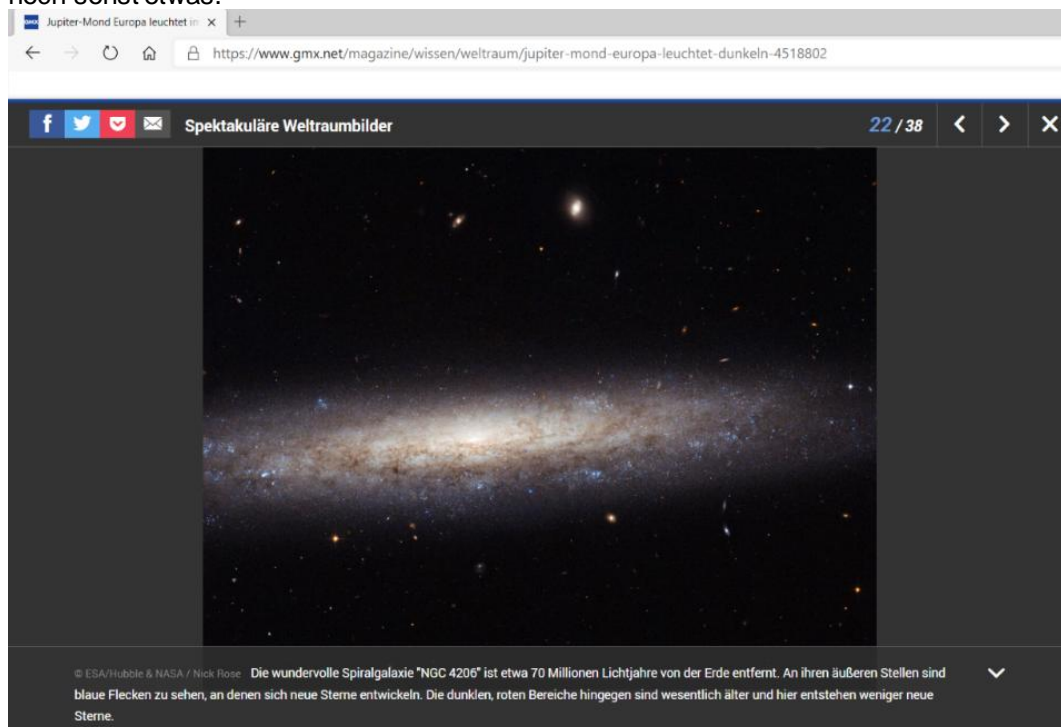 noch sonst etwas.
Jupiter-Mond Europa leuchtet in
https://www.gmx.net/magazine/wissen/weltraum/jupiter-mond-europa-leuchtet-dunkeln-4518802
Spektakuläre Weltraumbilder 22 / 38
© ESA/Hubble & NASA / Nick Rose Die wundervolle Spiralgalaxie "NGC 4206" ist etwa 70 Millionen Lichtjahre von der Erde entfernt. An ihren äußeren Stellen sind
blaue Flecken zu sehen, an denen sich neue Sterne entwickeln. Die dunklen, roten Bereiche hingegen sind wesentlich älter und hier entstehen weniger neue
Sterne.